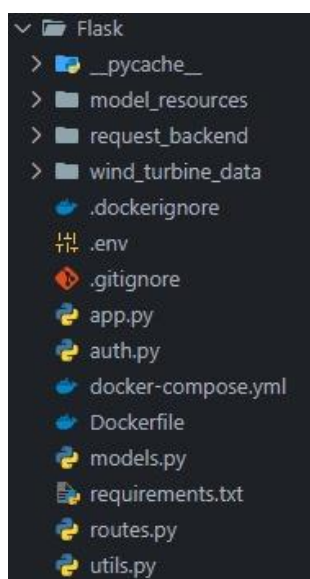 Flask
__pycache__
model_resources
request_backend
wind_turbine_data
.dockerignore
.env
.gitignore
app.py
auth.py
docker-compose.yml
Dockerfile
models.py
requirements.txt
routes.py
utils.py